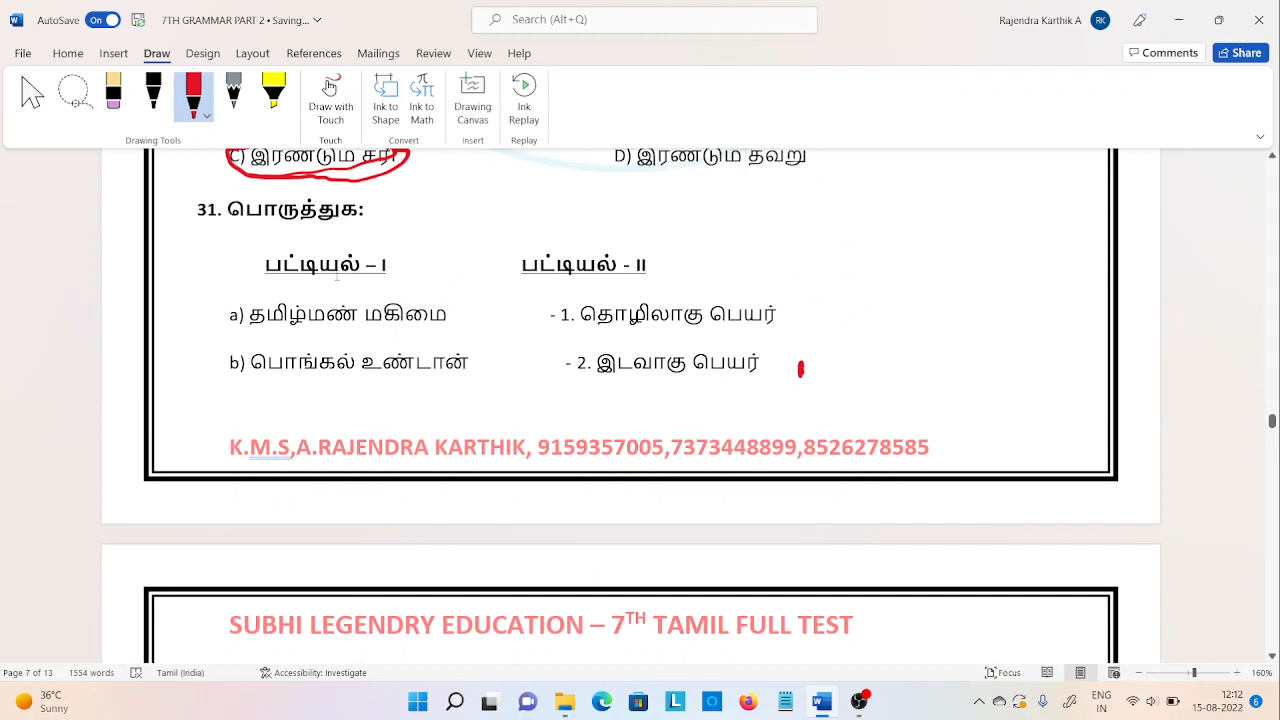 AutoSave On 7TH GRAMMAR PART 2 - SUB... Search (Alt+Q) Rajendra Karthik A RK
File Home Insert Draw Design Layout References Mailings Review View Help Comments Share
Draw with Touch Ink to Shape Ink to Math Drawing Canvas Ink Replay
Drawing Tools Touch Convert Insert Replay
C) இரண்டும் சரி D) இரண்டும் தவறு
31. பொருத்துக:
பட்டியல் – I பட்டியல் - II
a) தமிழ்மண் மகிமை - 1. தொழிலாகு பெயர்
b) பொங்கல் உண்டான் - 2. இடவாகு பெயர்
K.M.S,A.RAJENDRA KARTHIK, 9159357005,7373448899,8526278585
SUBHI LEGENDRY EDUCATION – 7TH TAMIL FULL TEST
Page 7 of 13 1554 words Tamil (India) Accessibility: Investigate Focus 160%
36°C ENG 12:12
Sunny IN 15-08-2022 6